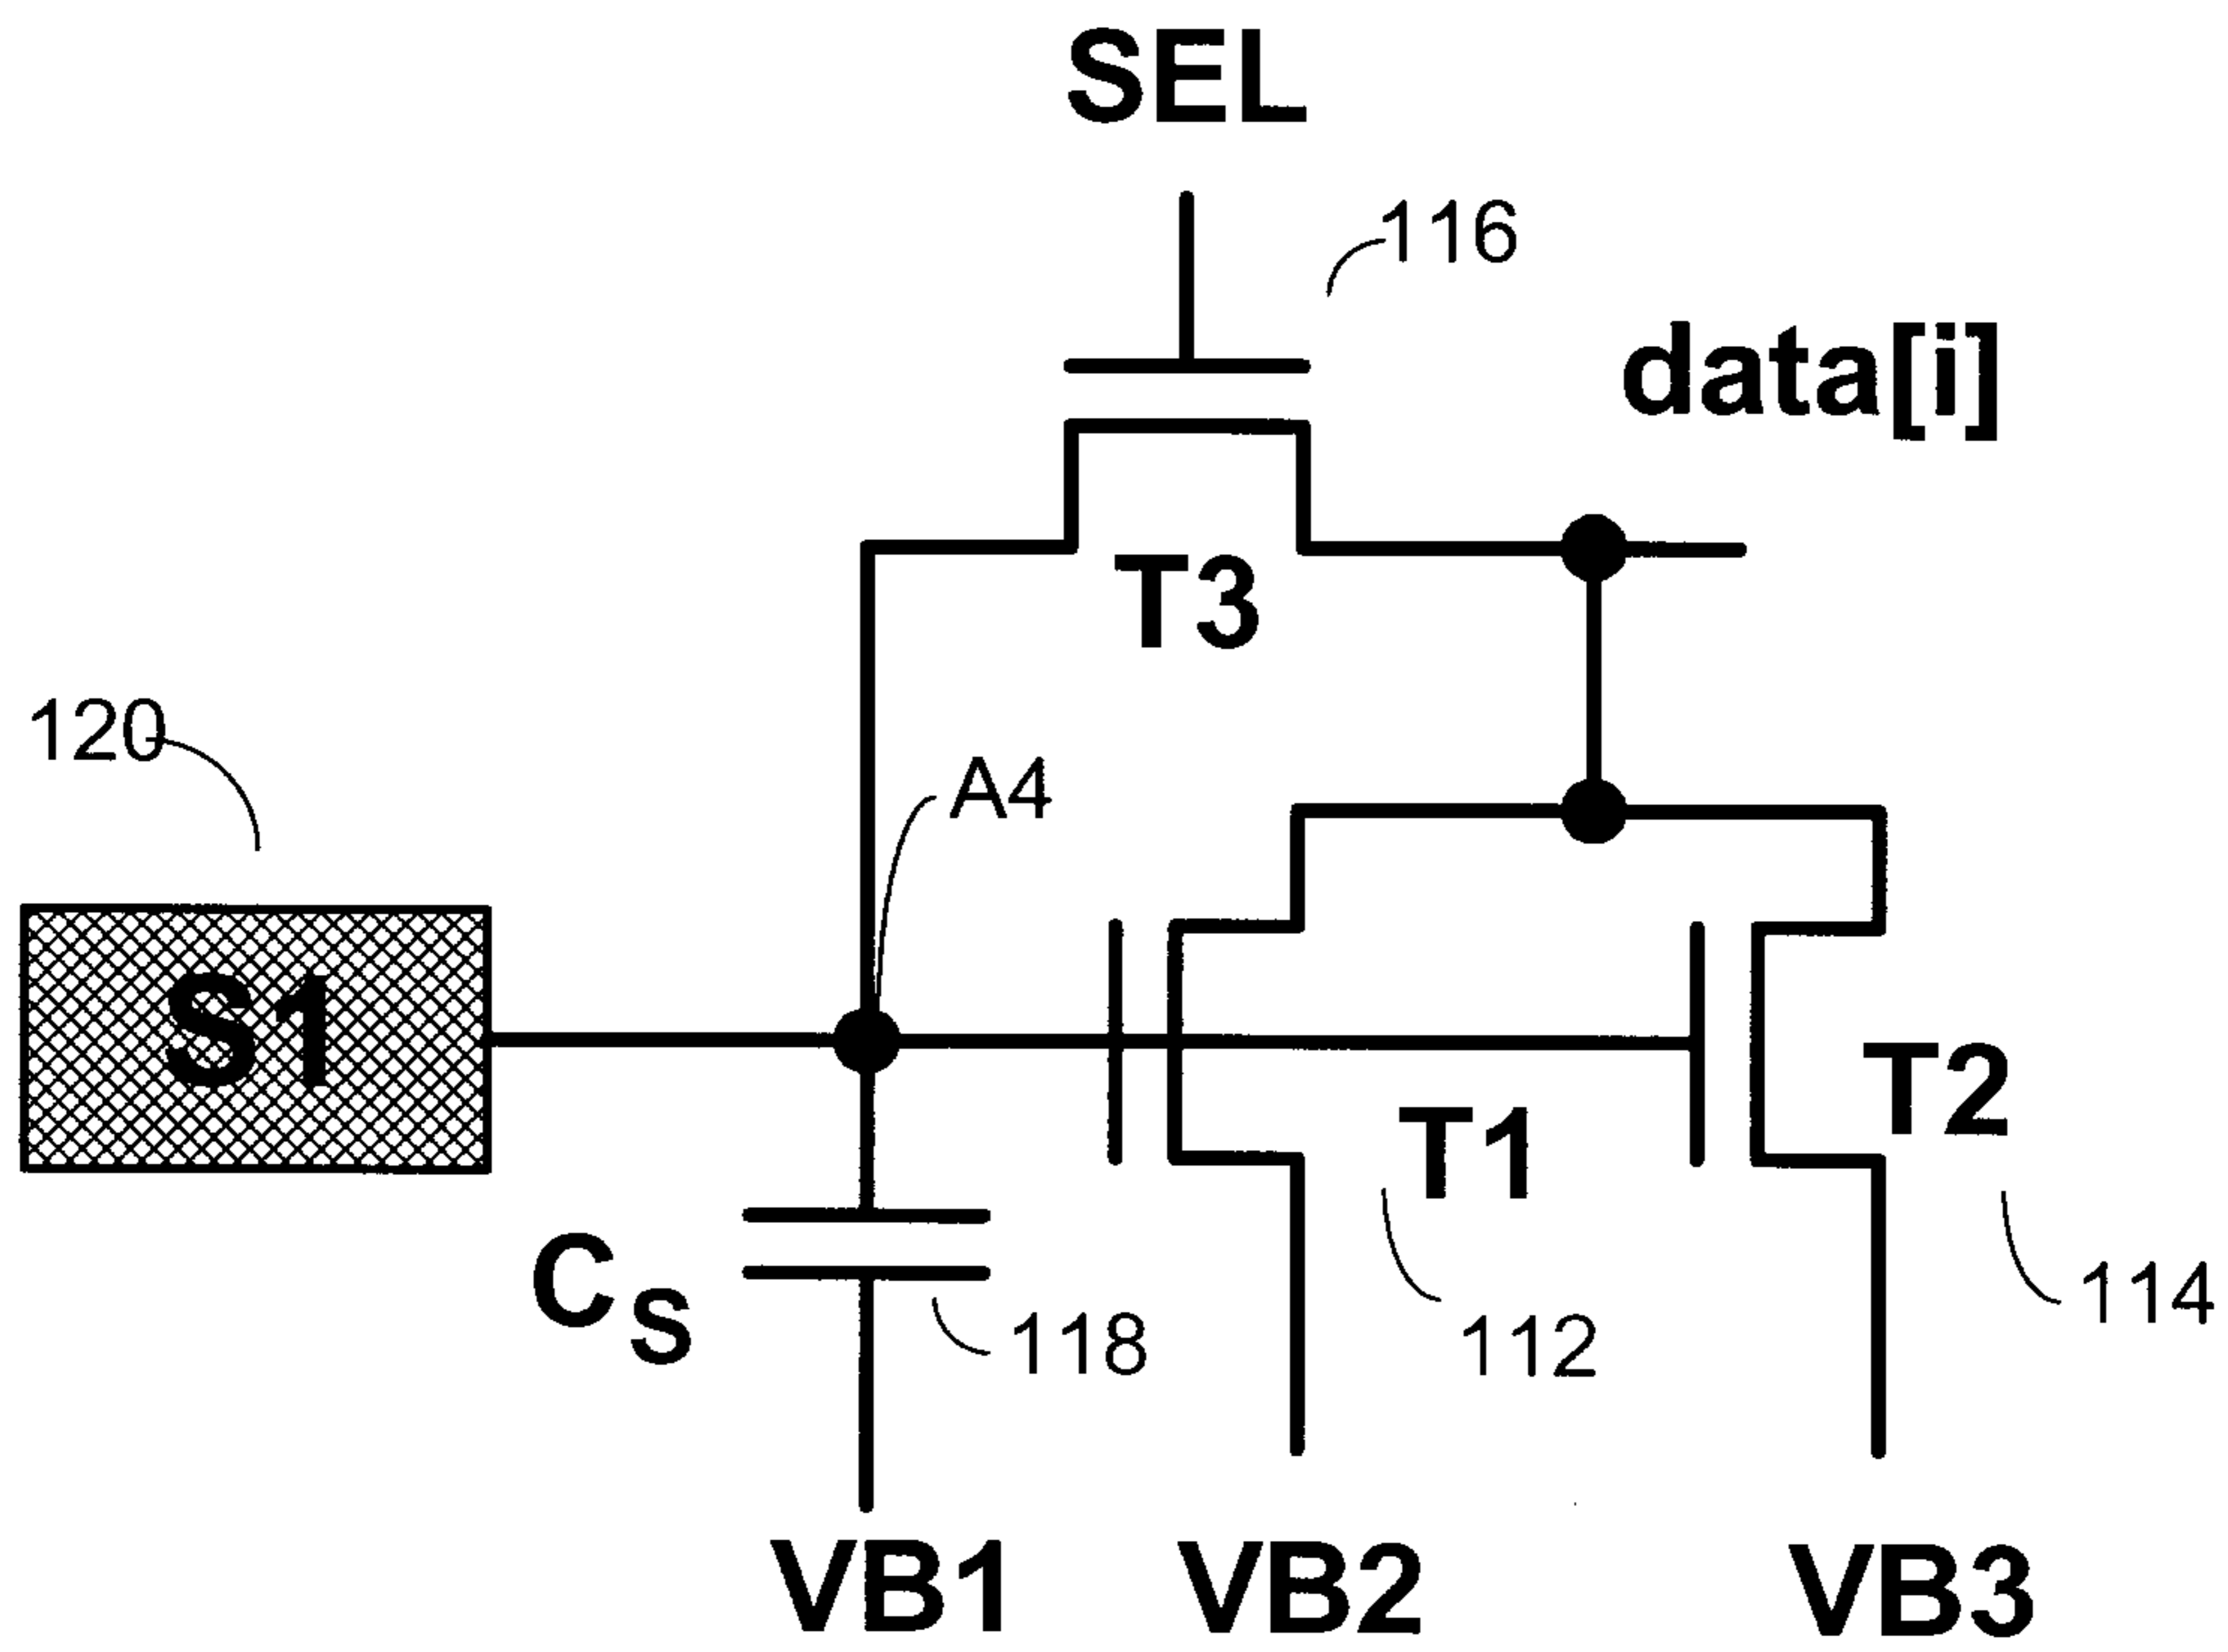 SEL
116
data[i]
T3
120
A4
S1
T2
T1
CS
118
112
114
VB1
VB2
VB3